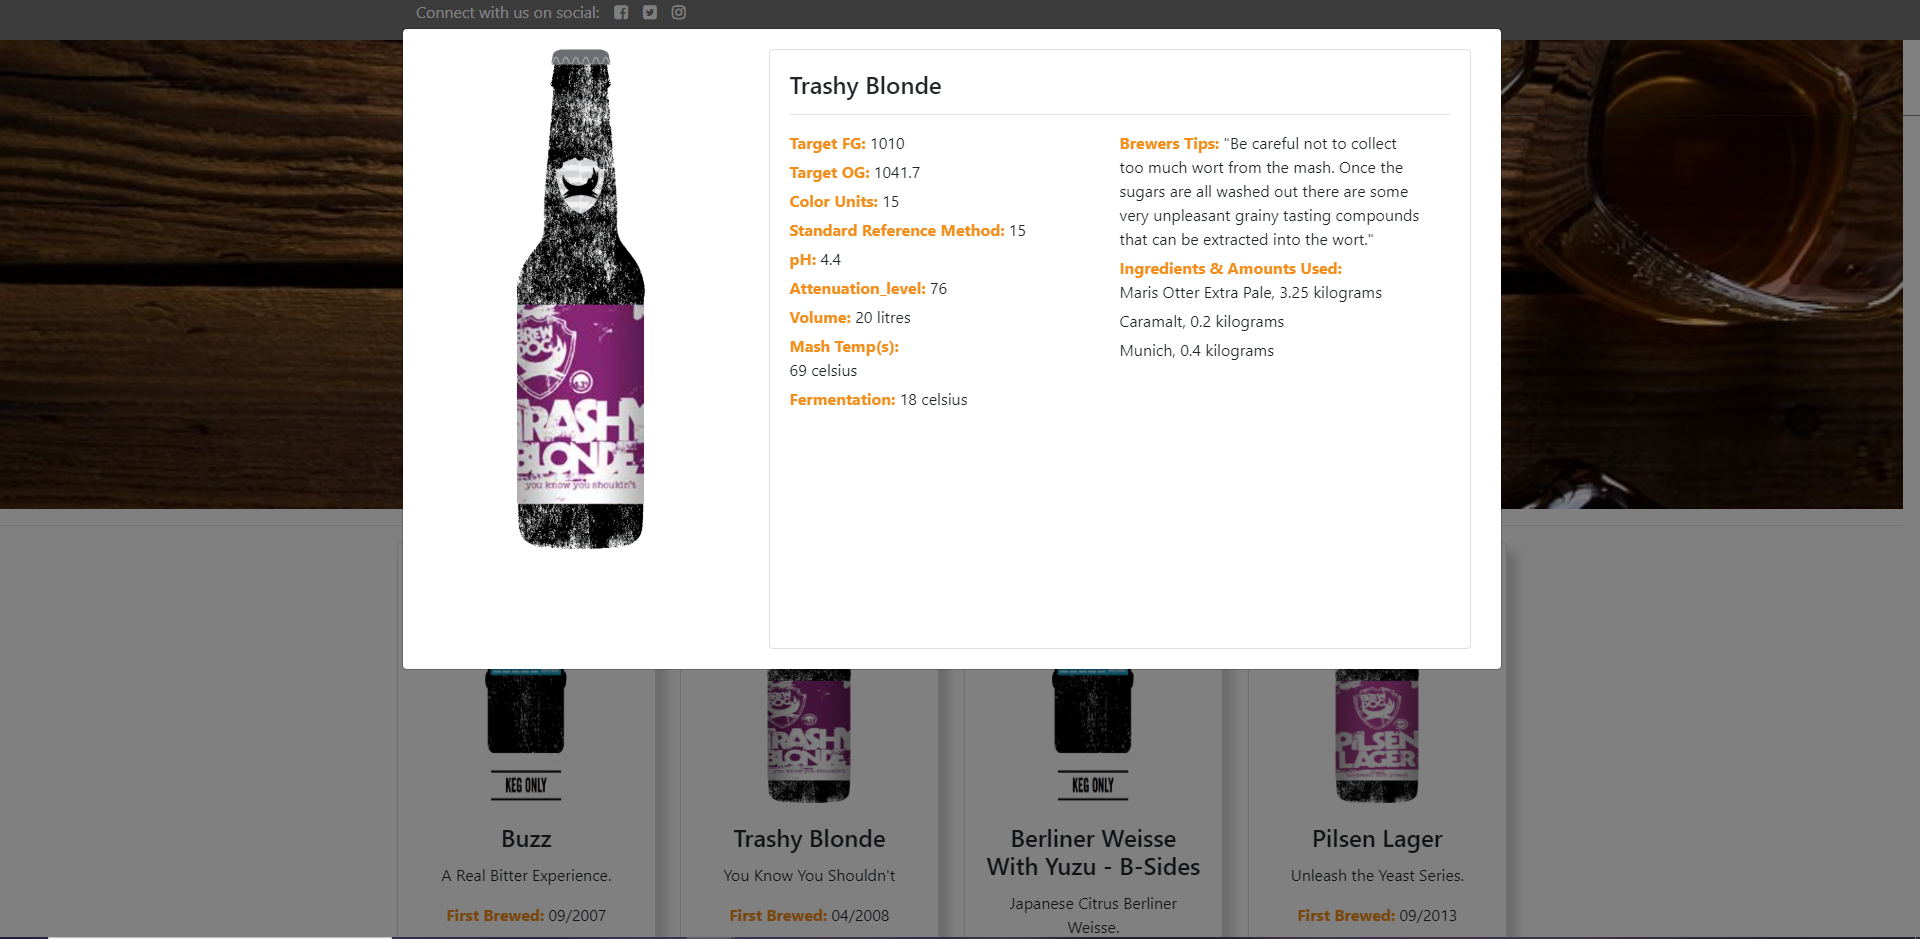 Connect with us on social:
BREW
DOG
TRASHY
BLONDE
you know you shouldn't
Trashy Blonde
Target FG: 1010
Target OG: 1041.7
Color Units: 15
Standard Reference Method: 15
pH: 4.4
Attenuation_level: 76
Volume: 20 litres
Mash Temp(s):
69 celsius
Fermentation: 18 celsius
Brewers Tips: "Be careful not to collect
too much wort from the mash. Once the
sugars are all washed out there are some
very unpleasant grainy tasting compounds
that can be extracted into the wort."
Ingredients & Amounts Used:
Maris Otter Extra Pale, 3.25 kilograms
Caramalt, 0.2 kilograms
Munich, 0.4 kilograms
KEG ONLY
Buzz
A Real Bitter Experience.
First Brewed: 09/2007
TRASHY
BLONDE
you know you shouldn't
Trashy Blonde
You Know You Shouldn't
First Brewed: 04/2008
KEG ONLY
Berliner Weisse
With Yuzu - B-Sides
Japanese Citrus Berliner
Weisse.
BREW
DOG
PILSEN
LAGER
Pilsen Lager
Unleash the Yeast Series.
First Brewed: 09/2013